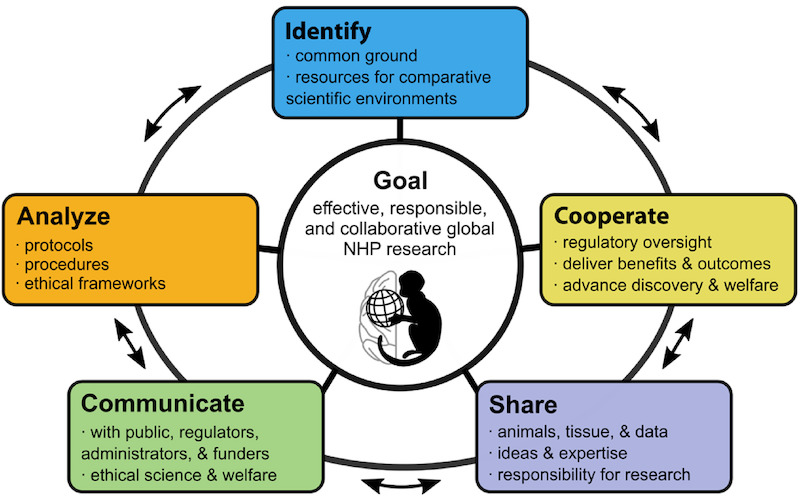 Identify
· common ground
· resources for comparative
scientific environments
Analyze
· protocols
· procedures
· ethical frameworks
Goal
effective, responsible,
and collaborative global
NHP research
Cooperate
· regulatory oversight
· deliver benefits & outcomes
· advance discovery & welfare
Communicate
· with public, regulators,
administrators, & funders
· ethical science & welfare
Share
· animals, tissue, & data
· ideas & expertise
· responsibility for research